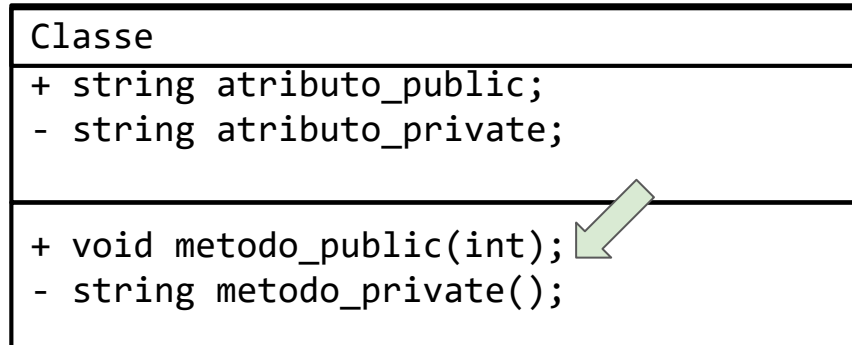 Classe
+ string atributo_public;
- string atributo_private;
+ void metodo_public(int);
- string metodo_private();